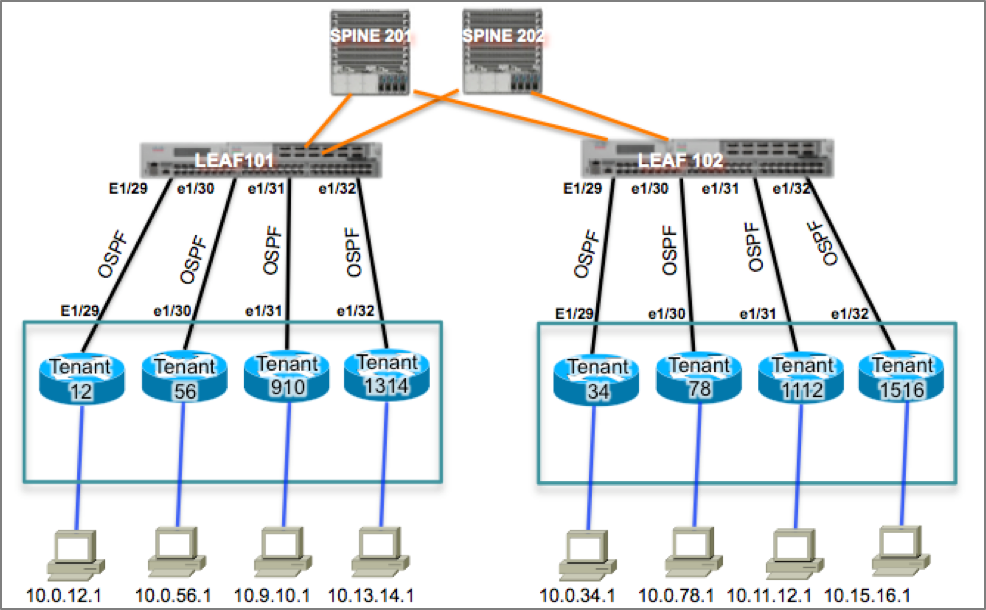 SPINE 201 SPINE 202
LEAF101 LEAF 102
E1/29 e1/30 e1/31 e1/32 E1/29 e1/30 e1/31 e1/32
OSPF OSPF OSPF OSPF OSPF OSPF OSPF OSPF
E1/29 e1/30 e1/31 e1/32 E1/29 e1/30 e1/31 e1/32
Tenant Tenant Tenant Tenant Tenant Tenant Tenant Tenant
12 56 910 1314 34 78 1112 1516
10.0.12.1 10.0.56.1 10.9.10.1 10.13.14.1 10.0.34.1 10.0.78.1 10.11.12.1 10.15.16.1